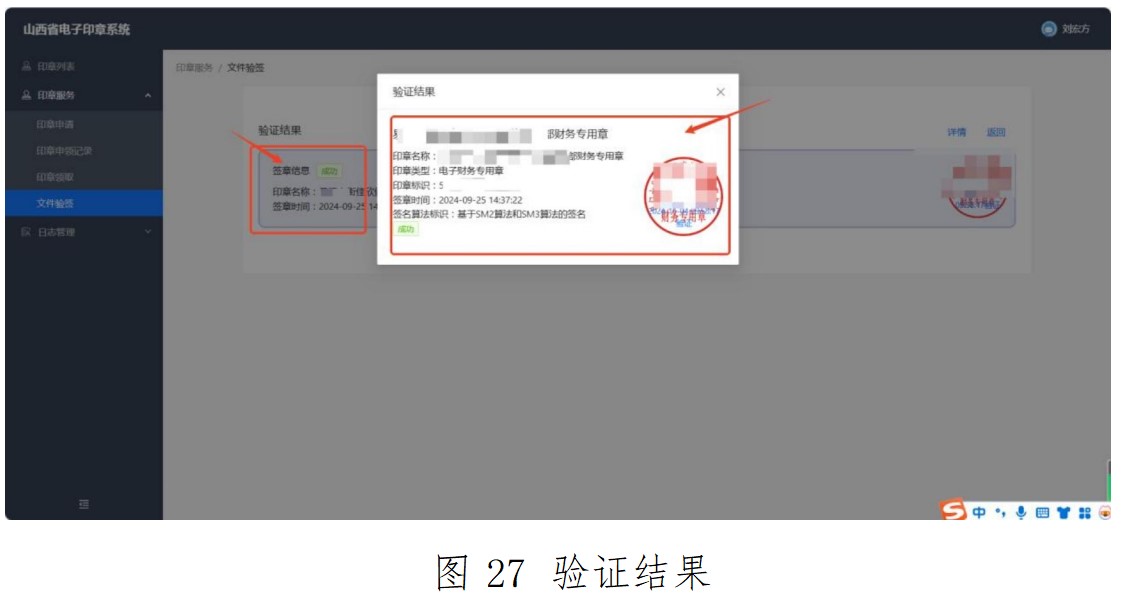 山西省电子印章系统
刘宏方
印章列表
印章服务
印章申请
印章申领记录
印章领取
文件验签
日志管理
印章服务 / 文件验签
验证结果
详情 返回
签章信息 成功
印章名称：
签章时间：2024-09-25 14
验证结果
部财务专用章
印章名称： 部财务专用章
印章类型：电子财务专用章
印章标识：5
签章时间：2024-09-25 14:37:22
签名算法标识：基于SM2算法和SM3算法的签名
成功
财务专用章
验证
中
图 27 验证结果